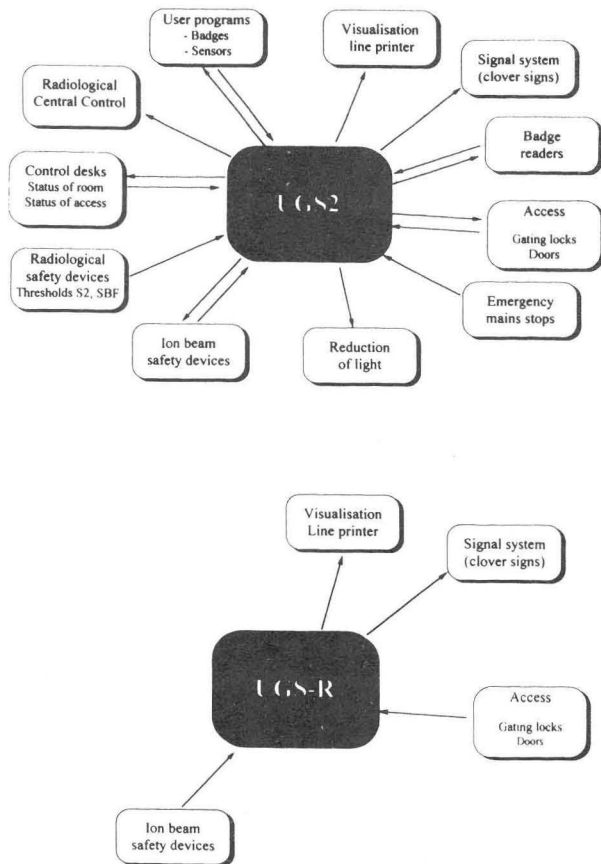 User programs
- Badges
- Sensors
Visualisation
line printer
Signal system
(clover signs)
Radiological
Central Control
Badge
readers
Control desks
Status of room
Status of access
UGS2
Access
Gating locks
Doors
Radiological
safety devices
Thresholds S2, SBF
Emergency
mains stops
Ion beam
safety devices
Reduction
of light
Visualisation
Line printer
Signal system
(clover signs)
UGS-R
Access
Gating locks
Doors
Ion beam
safety devices